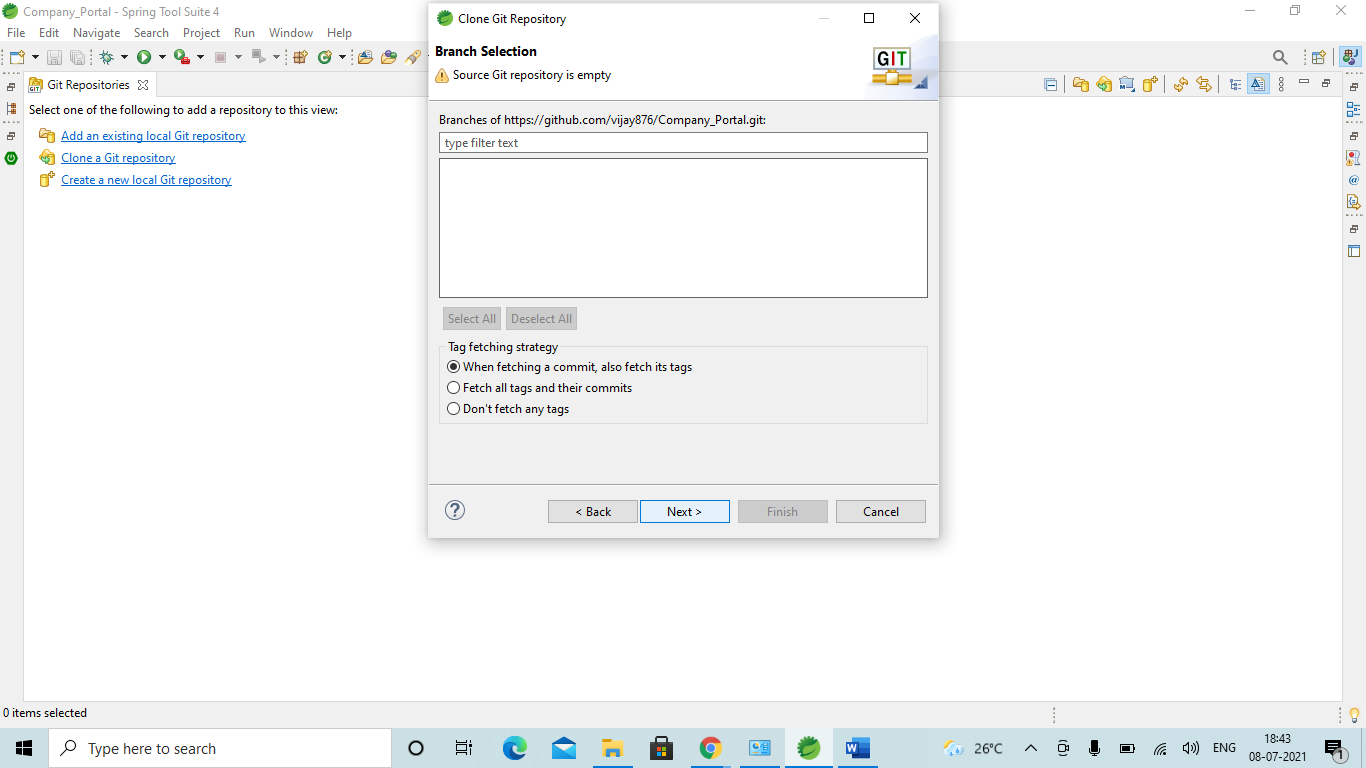 Company_Portal - Spring Tool Suite 4
File Edit Navigate Search Project Run Window Help
Git Repositories
Select one of the following to add a repository to this view:
Add an existing local Git repository
Clone a Git repository
Create a new local Git repository
Clone Git Repository
Branch Selection
Source Git repository is empty
GIT
Branches of https://github.com/vijay876/Company_Portal.git:
type filter text
Select All Deselect All
Tag fetching strategy
When fetching a commit, also fetch its tags
Fetch all tags and their commits
Don't fetch any tags
< Back Next > Finish Cancel
0 items selected
Type here to search
26°C
ENG
18:43
08-07-2021
1